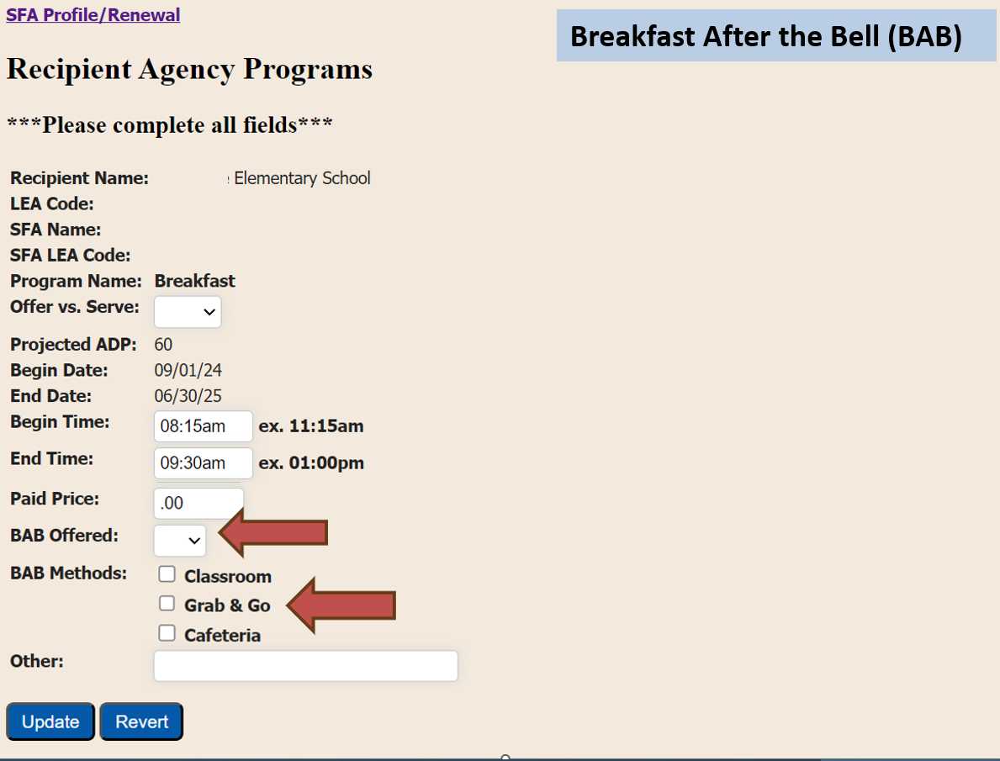 SFA Profile/Renewal
Breakfast After the Bell (BAB)
Recipient Agency Programs
***Please complete all fields***
Recipient Name: Elementary School
LEA Code:
SFA Name:
SFA LEA Code:
Program Name: Breakfast
Offer vs. Serve:
Projected ADP: 60
Begin Date: 09/01/24
End Date: 06/30/25
Begin Time: 08:15am ex. 11:15am
End Time: 09:30am ex. 01:00pm
Paid Price: .00
BAB Offered:
BAB Methods: Classroom
Grab & Go
Cafeteria
Other:
Update Revert